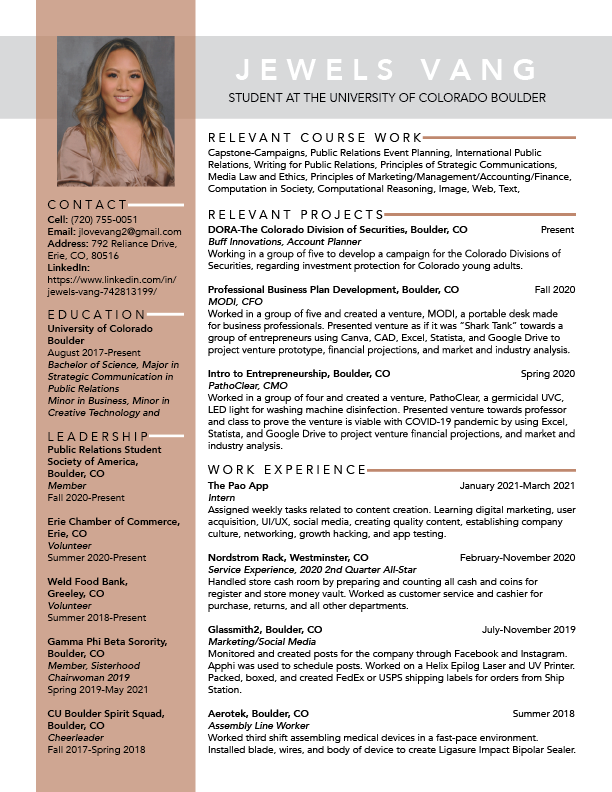 JEWELS VANG
STUDENT AT THE UNIVERSITY OF COLORADO BOULDER
CONTACT
Cell: (720) 755-0051
Email: jlovevang2@gmail.com
Address: 792 Reliance Drive,
Erie, CO, 80516
LinkedIn:
https://www.linkedin.com/in/
jewels-vang-742813199/
EDUCATION
University of Colorado
Boulder
August 2017-Present
Bachelor of Science, Major in
Strategic Communication in
Public Relations
Minor in Business, Minor in
Creative Technology and
LEADERSHIP
Public Relations Student
Society of America,
Boulder, CO
Member
Fall 2020-Present
Erie Chamber of Commerce,
Erie, CO
Volunteer
Summer 2020-Present
Weld Food Bank,
Greeley, CO
Volunteer
Summer 2018-Present
Gamma Phi Beta Sorority,
Boulder, CO
Member, Sisterhood
Chairwoman 2019
Spring 2019-May 2021
CU Boulder Spirit Squad,
Boulder, CO
Cheerleader
Fall 2017-Spring 2018
RELEVANT COURSE WORK
Capstone-Campaigns, Public Relations Event Planning, International Public
Relations, Writing for Public Relations, Principles of Strategic Communications,
Media Law and Ethics, Principles of Marketing/Management/Accounting/Finance,
Computation in Society, Computational Reasoning, Image, Web, Text,
RELEVANT PROJECTS
DORA-The Colorado Division of Securities, Boulder, CO Present
Buff Innovations, Account Planner
Working in a group of five to develop a campaign for the Colorado Divisions of
Securities, regarding investment protection for Colorado young adults.
Professional Business Plan Development, Boulder, CO Fall 2020
MODI, CFO
Worked in a group of five and created a venture, MODI, a portable desk made
for business professionals. Presented venture as if it was “Shark Tank” towards a
group of entrepreneurs using Canva, CAD, Excel, Statista, and Google Drive to
project venture prototype, financial projections, and market and industry analysis.
Intro to Entrepreneurship, Boulder, CO Spring 2020
PathoClear, CMO
Worked in a group of four and created a venture, PathoClear, a germicidal UVC,
LED light for washing machine disinfection. Presented venture towards professor
and class to prove the venture is viable with COVID-19 pandemic by using Excel,
Statista, and Google Drive to project venture financial projections, and market and
industry analysis.
WORK EXPERIENCE
The Pao App January 2021-March 2021
Intern
Assigned weekly tasks related to content creation. Learning digital marketing, user
acquisition, UI/UX, social media, creating quality content, establishing company
culture, networking, growth hacking, and app testing.
Nordstrom Rack, Westminster, CO February-November 2020
Service Experience, 2020 2nd Quarter All-Star
Handled store cash room by preparing and counting all cash and coins for
register and store money vault. Worked as customer service and cashier for
purchase, returns, and all other departments.
Glassmith2, Boulder, CO July-November 2019
Marketing/Social Media
Monitored and created posts for the company through Facebook and Instagram.
Apphi was used to schedule posts. Worked on a Helix Epilog Laser and UV Printer.
Packed, boxed, and created FedEx or USPS shipping labels for orders from Ship
Station.
Aerotek, Boulder, CO Summer 2018
Assembly Line Worker
Worked third shift assembling medical devices in a fast-pace environment.
Installed blade, wires, and body of device to create Ligasure Impact Bipolar Sealer.